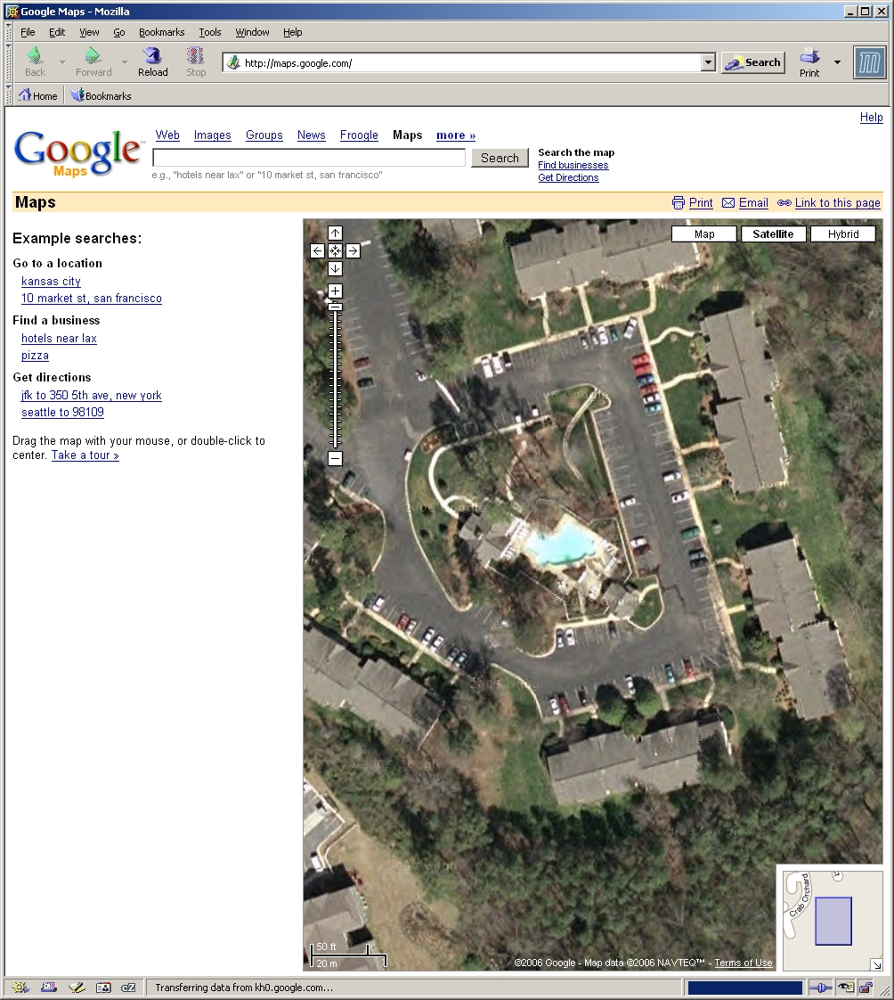 Google Maps - Mozilla
File Edit View Go Bookmarks Tools Window Help
Back Forward Reload Stop http://maps.google.com/ Search Print
Home Bookmarks
Help
Google Maps
Web Images Groups News Froogle Maps more »
Search
e.g., "hotels near lax" or "10 market st, san francisco"
Search the map
Find businesses
Get Directions
Maps
Print Email Link to this page
Example searches:
Go to a location
kansas city
10 market st, san francisco
Find a business
hotels near lax
pizza
Get directions
jfk to 350 5th ave, new york
seattle to 98109
Drag the map with your mouse, or double-click to
center. Take a tour »
Map Satellite Hybrid
Crab Orchard
50 ft
20 m
©2006 Google - Map data ©2006 NAVTEQ™ - Terms of Use
Transferring data from kh0.google.com...